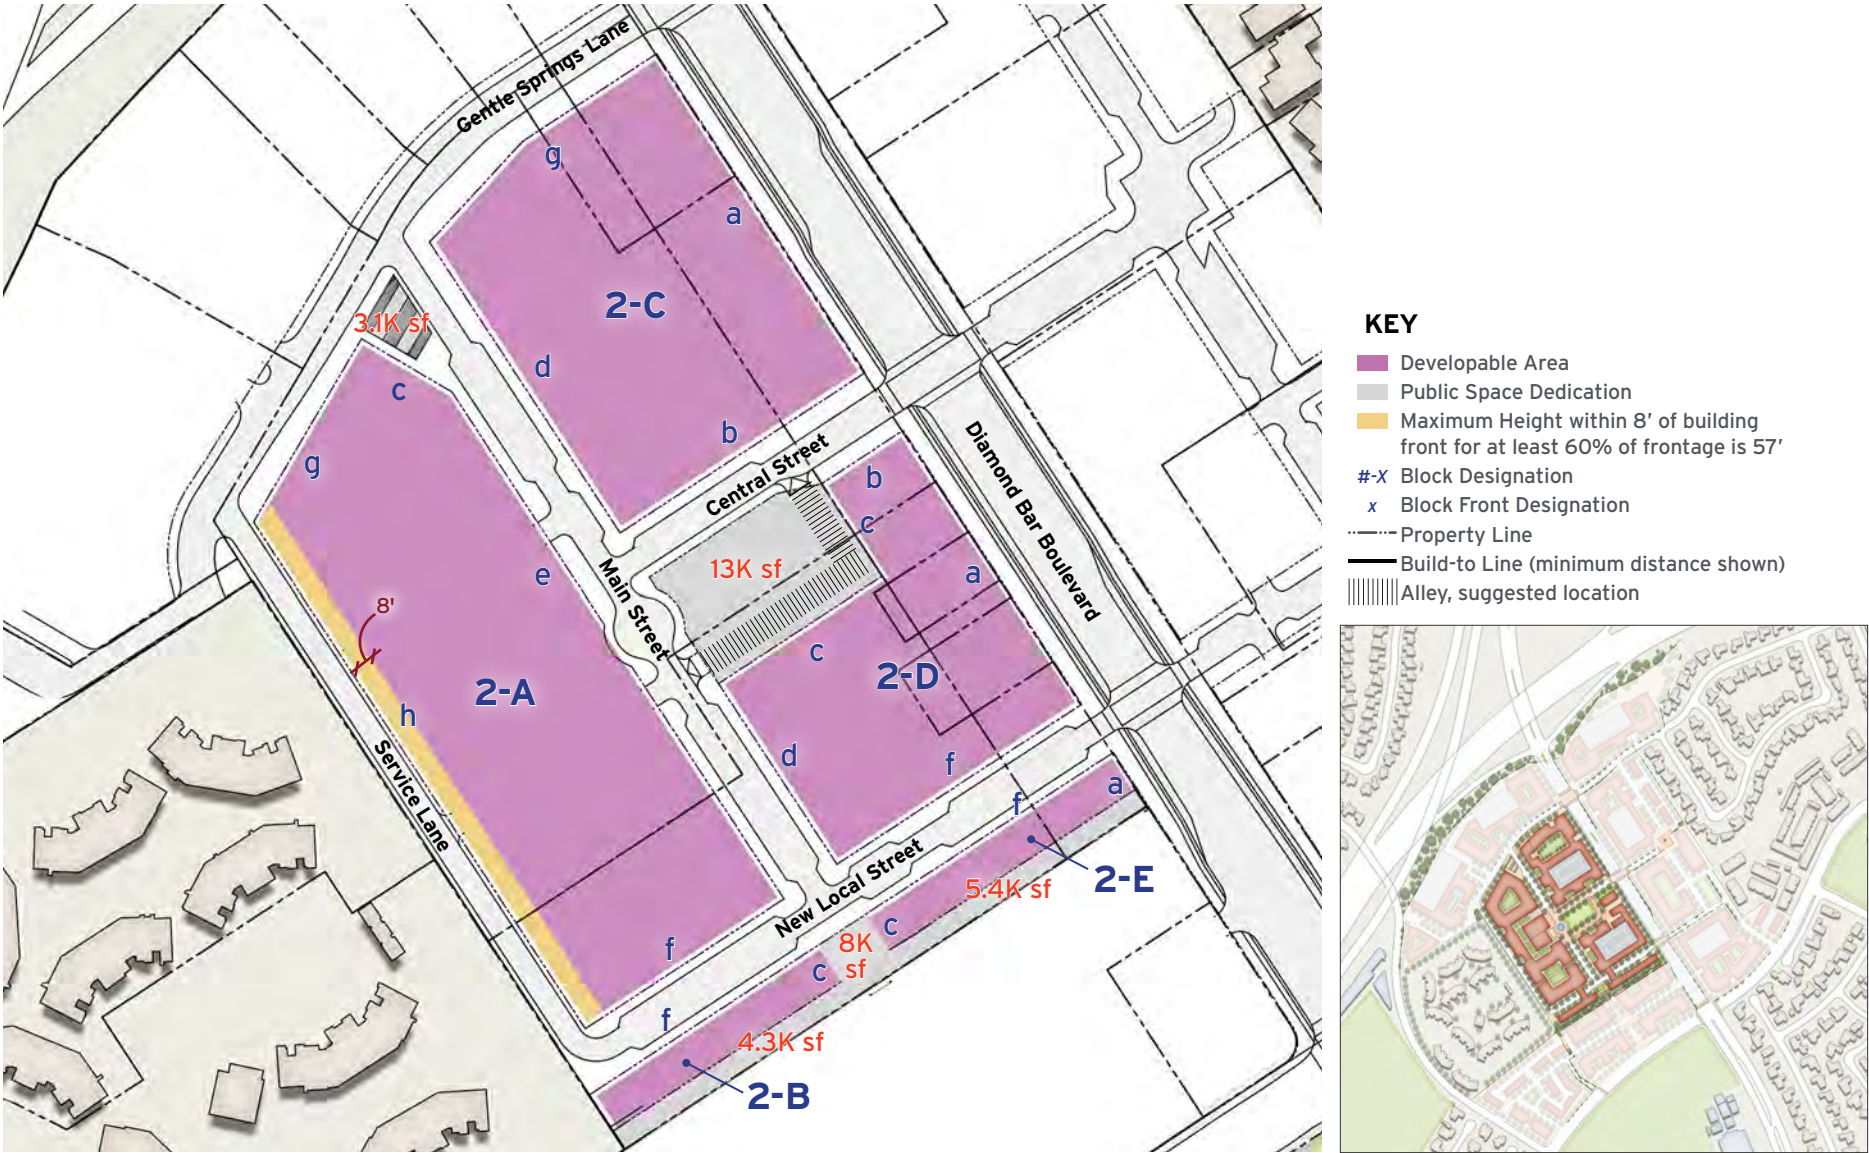 Gentle Springs Lane
g
a
2-C
3.1K sf
d
c
b
g
Central Street
Diamond Bar Boulevard
b
c
13K sf
e
a
Main Street
8'
c
2-D
2-A
h
d
f
Service Lane
a
f
New Local Street
2-E
5.4K sf
c
f
8K
sf
c
f
4.3K sf
2-B
KEY
Developable Area
Public Space Dedication
Maximum Height within 8' of building
front for at least 60% of frontage is 57'
#-X Block Designation
x Block Front Designation
Property Line
Build-to Line (minimum distance shown)
Alley, suggested location